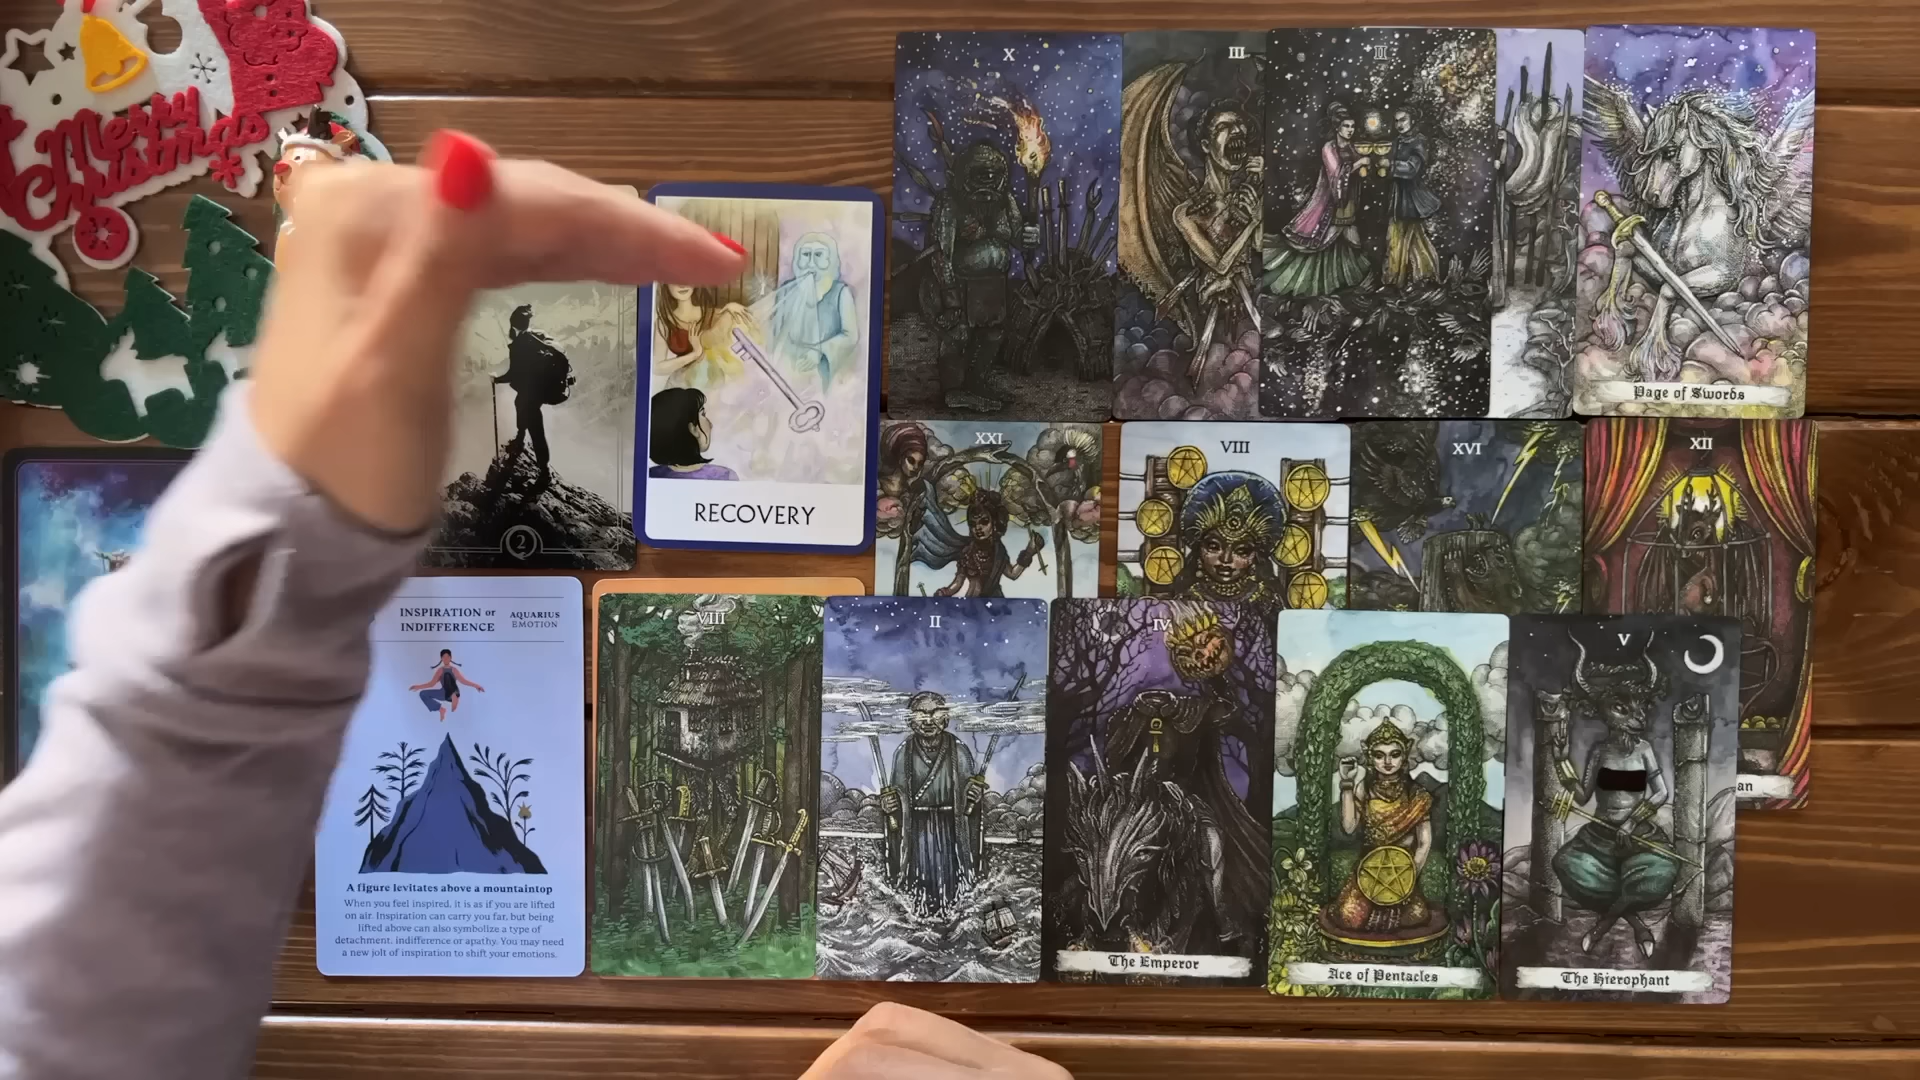 Merry
Christmas
X
III
II
Page of Swords
2
RECOVERY
XXI
VIII
XVI
XII
an
INSPIRATION or
INDIFFERENCE
AQUARIUS
EMOTION
A figure levitates above a mountaintop
When you feel inspired, it is as if you are lifted
on air. Inspiration can carry you far, but being
lifted above can also symbolize a type of
detachment, indifference or apathy. You may need
a new jolt of inspiration to shift your emotions.
VIII
II
IV
The Emperor
Ace of Pentacles
V
The Hierophant